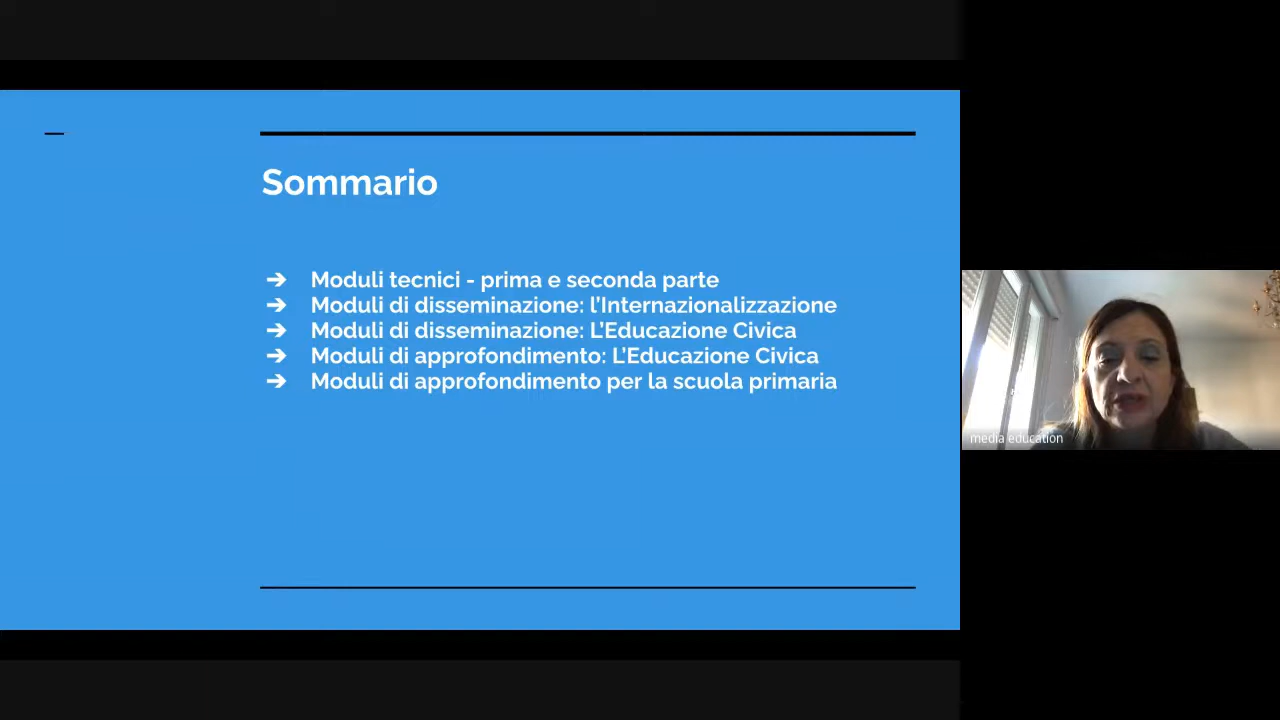 Sommario
➔ Moduli tecnici - prima e seconda parte
➔ Moduli di disseminazione: l’Internazionalizzazione
➔ Moduli di disseminazione: L’Educazione Civica
➔ Moduli di approfondimento: L’Educazione Civica
➔ Moduli di approfondimento per la scuola primaria
media education